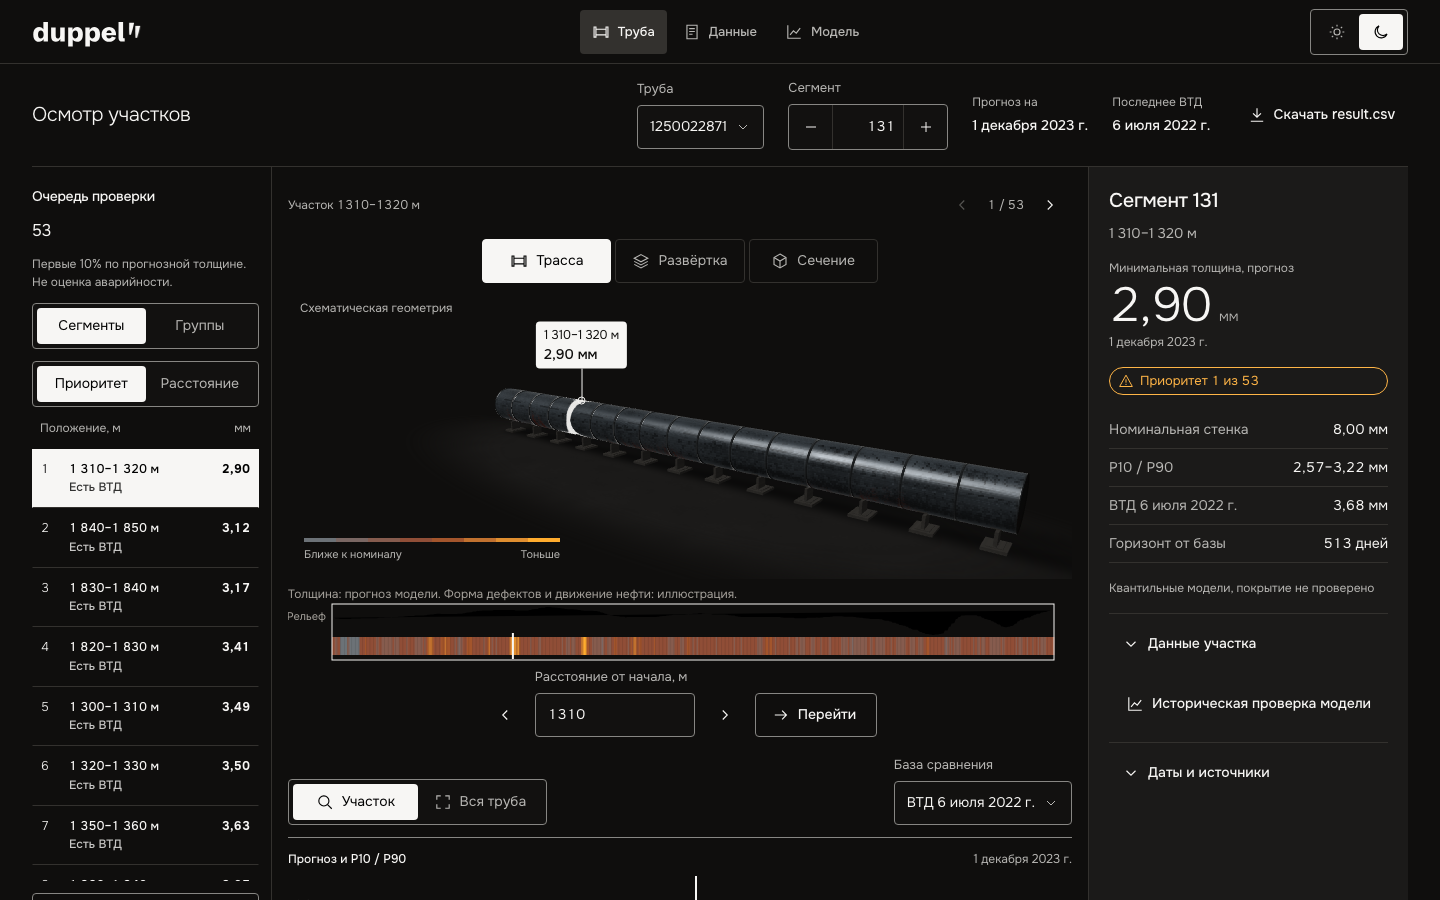 duppel
Труба
Данные
Модель
Осмотр участков
Труба
1250022871
Сегмент
131
Прогноз на
1 декабря 2023 г.
Последнее ВТД
6 июля 2022 г.
Скачать result.csv
Очередь проверки
53
Первые 10% по прогнозной толщине.
Не оценка аварийности.
Сегменты
Группы
Приоритет
Расстояние
Положение, м
мм
1 1 310–1 320 м 2,90
Есть ВТД
2 1 840–1 850 м 3,12
Есть ВТД
3 1 830–1 840 м 3,17
Есть ВТД
4 1 820–1 830 м 3,41
Есть ВТД
5 1 300–1 310 м 3,49
Есть ВТД
6 1 320–1 330 м 3,50
Есть ВТД
7 1 350–1 360 м 3,63
Есть ВТД
Участок 1310–1320 м
1 / 53
Трасса
Развёртка
Сечение
Схематическая геометрия
1 310–1 320 м
2,90 мм
Ближе к номиналу
Тоньше
Толщина: прогноз модели. Форма дефектов и движение нефти: иллюстрация.
Рельеф
Расстояние от начала, м
1310
Перейти
Участок
Вся труба
База сравнения
ВТД 6 июля 2022 г.
Прогноз и P10 / P90
1 декабря 2023 г.
Сегмент 131
1 310–1 320 м
Минимальная толщина, прогноз
2,90 мм
1 декабря 2023 г.
Приоритет 1 из 53
Номинальная стенка 8,00 мм
P10 / P90 2,57–3,22 мм
ВТД 6 июля 2022 г. 3,68 мм
Горизонт от базы 513 дней
Квантильные модели, покрытие не проверено
Данные участка
Историческая проверка модели
Даты и источники